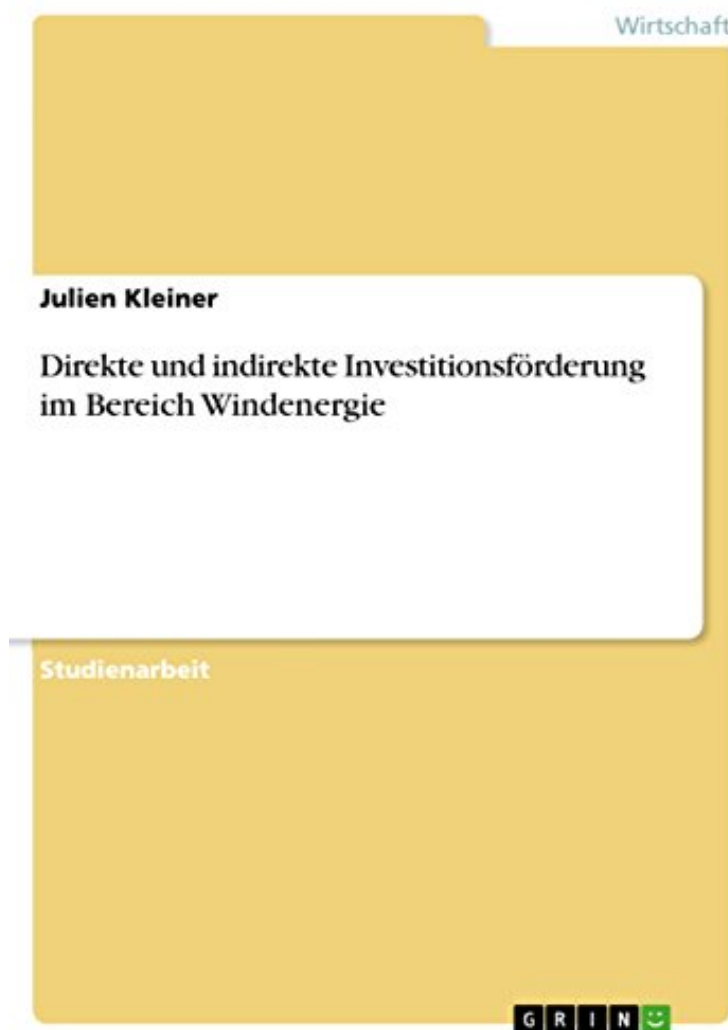 Wirtschaft
Julien Kleiner
Direkte und indirekte Investitionsförderung
im Bereich Windenergie
Studienarbeit
GRIN